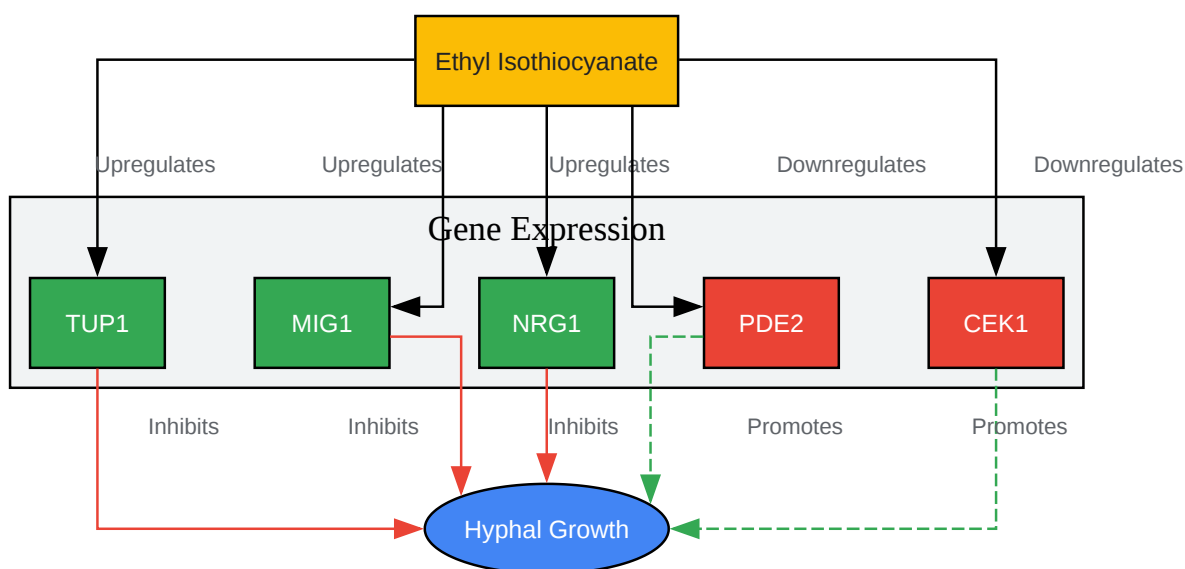 Ethyl Isothiocyanate
Upregulates
Upregulates
Upregulates
Downregulates
Downregulates
Gene Expression
TUP1
MIG1
NRG1
PDE2
CEK1
Inhibits
Inhibits
Inhibits
Promotes
Promotes
Hyphal Growth